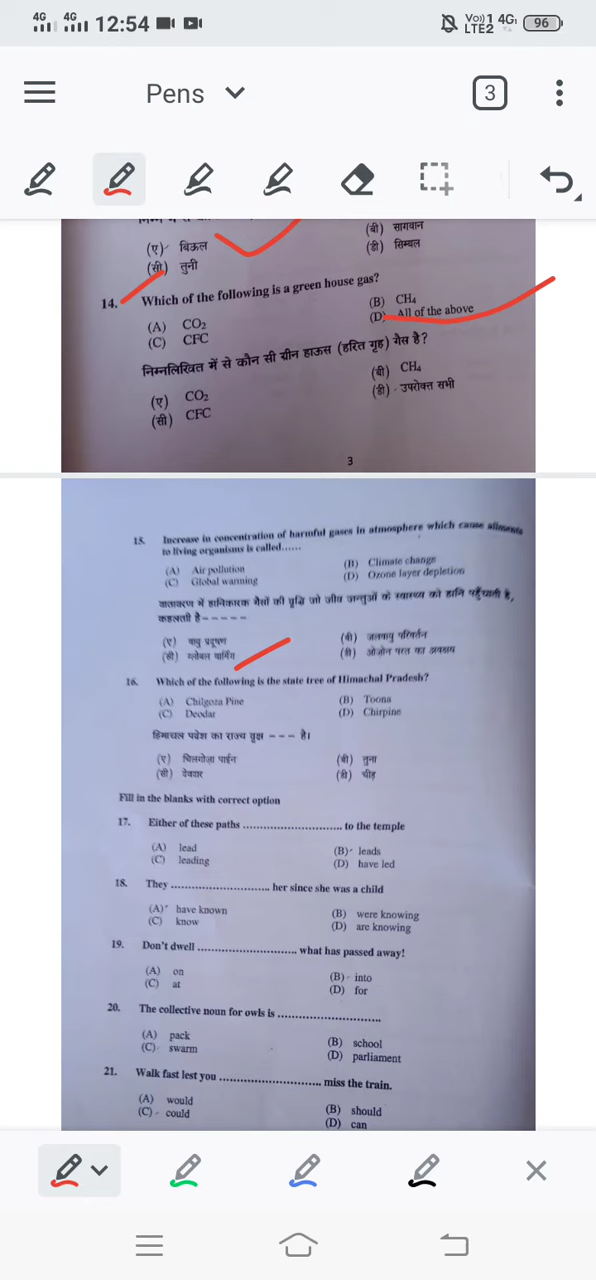 4G 4G 12:54 Vo)) 1 4G LTE2 96
Pens 3
(बी) सागवान
(ए) बिऊल
(डी) सिम्बल
(सी) तुनी
14. Which of the following is a green house gas?
(A) CO₂ (B) CH₄
(C) CFC (D) All of the above
निम्नलिखित में से कौन सी ग्रीन हाऊस (हरित गृह) गैस है?
(ए) CO₂ (बी) CH₄
(सी) CFC (डी) उपरोक्त सभी
3
15. Increase in concentration of harmful gases in atmosphere which cause ailments
to living organisms is called......
(A) Air pollution (B) Climate change
(C) Global warming (D) Ozone layer depletion
वातावरण में हानिकारक गैसों की वृद्धि जो जीव जन्तुओं के स्वास्थ्य को हानि पहुँचाती है,
कहलाती है-----
(ए) वायु प्रदूषण (बी) जलवायु परिवर्तन
(सी) ग्लोबल वार्मिंग (डी) ओज़ोन परत का अवक्षय
16. Which of the following is the state tree of Himachal Pradesh?
(A) Chilgoza Pine (B) Toona
(C) Deodar (D) Chirpine
हिमाचल प्रदेश का राज्य वृक्ष --- है।
(ए) चिलगोज़ा पाईन (बी) तुना
(सी) देवदार (डी) चीड़
Fill in the blanks with correct option
17. Either of these paths .............................. to the temple
(A) lead (B) leads
(C) leading (D) have led
18. They .............................. her since she was a child
(A) have known (B) were knowing
(C) know (D) are knowing
19. Don't dwell .............................. what has passed away!
(A) on (B) into
(C) at (D) for
20. The collective noun for owls is ..............................
(A) pack (B) school
(C) swarm (D) parliament
21. Walk fast lest you .............................. miss the train.
(A) would (B) should
(C) could (D) can